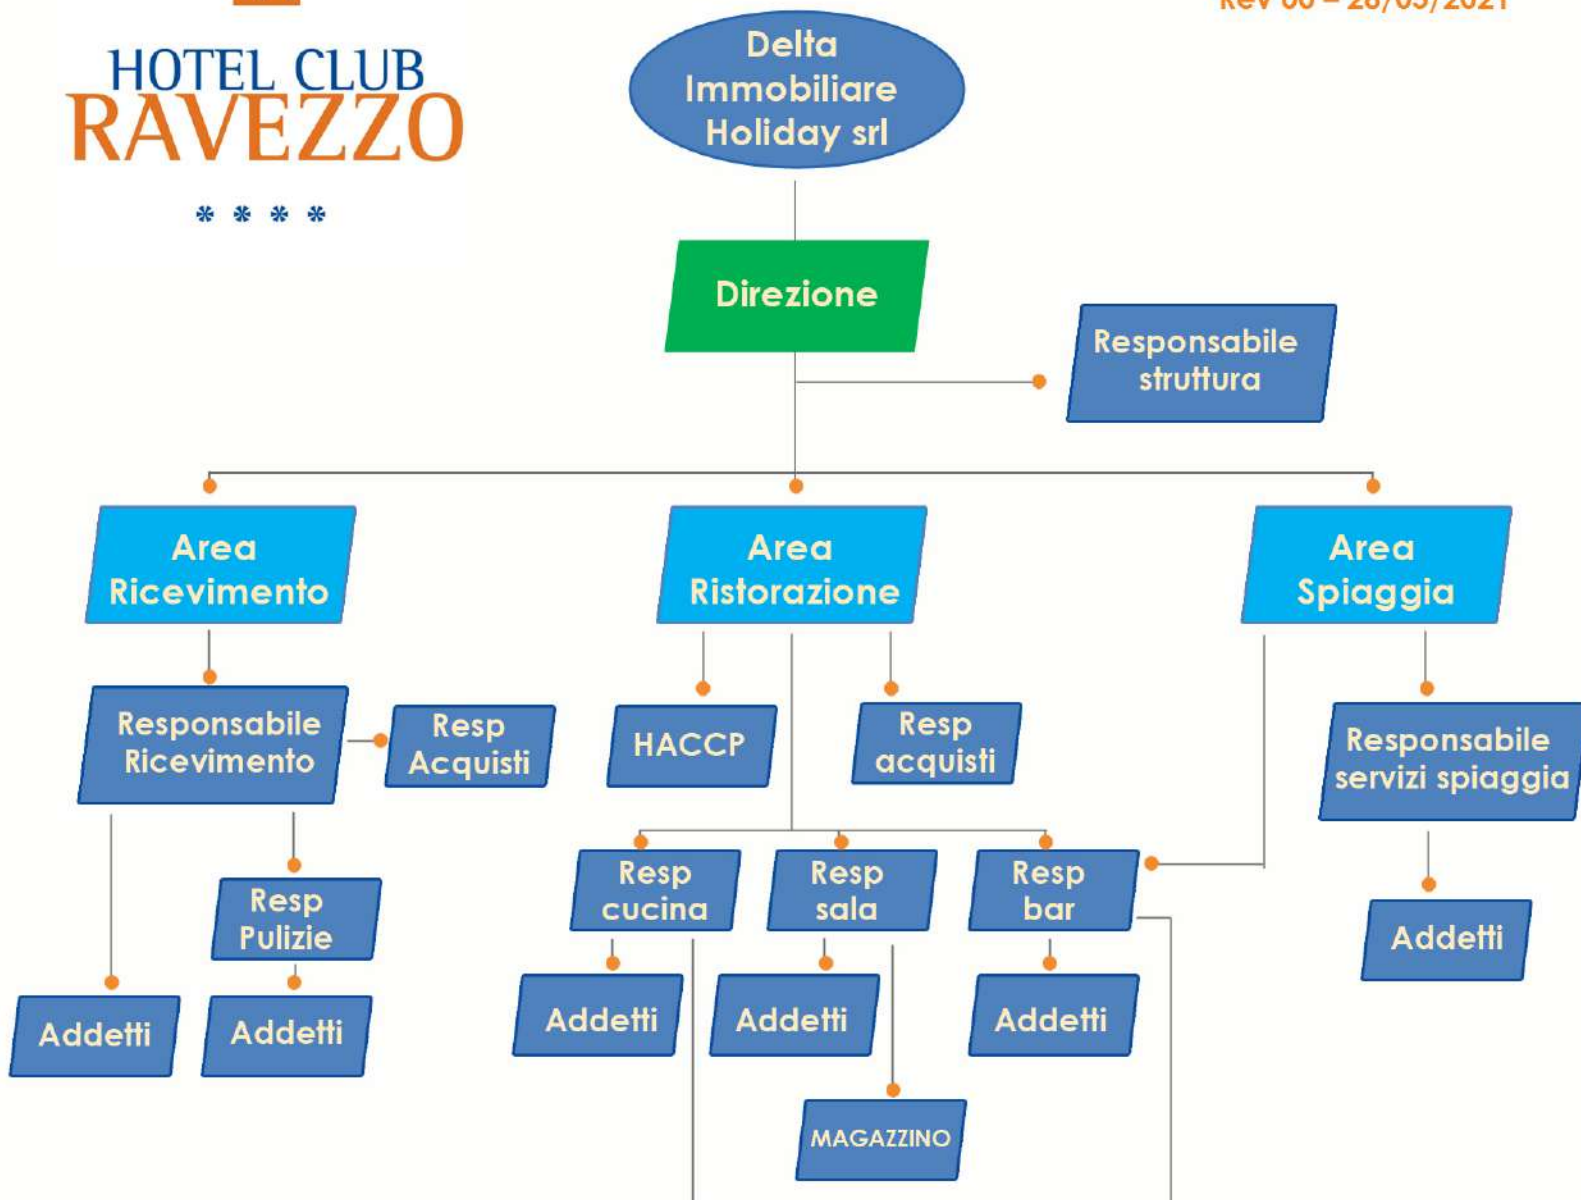 HOTEL CLUB
RAVEZZO
* * * *
Delta
Immobiliare
Holiday srl
Direzione
Responsabile
struttura
Area
Ricevimento
Area
Ristorazione
Area
Spiaggia
Responsabile
Ricevimento
Resp
Acquisti
HACCP
Resp
acquisti
Responsabile
servizi spiaggia
Resp
Pulizie
Resp
cucina
Resp
sala
Resp
bar
Addetti
Addetti
Addetti
Addetti
Addetti
Addetti
MAGAZZINO